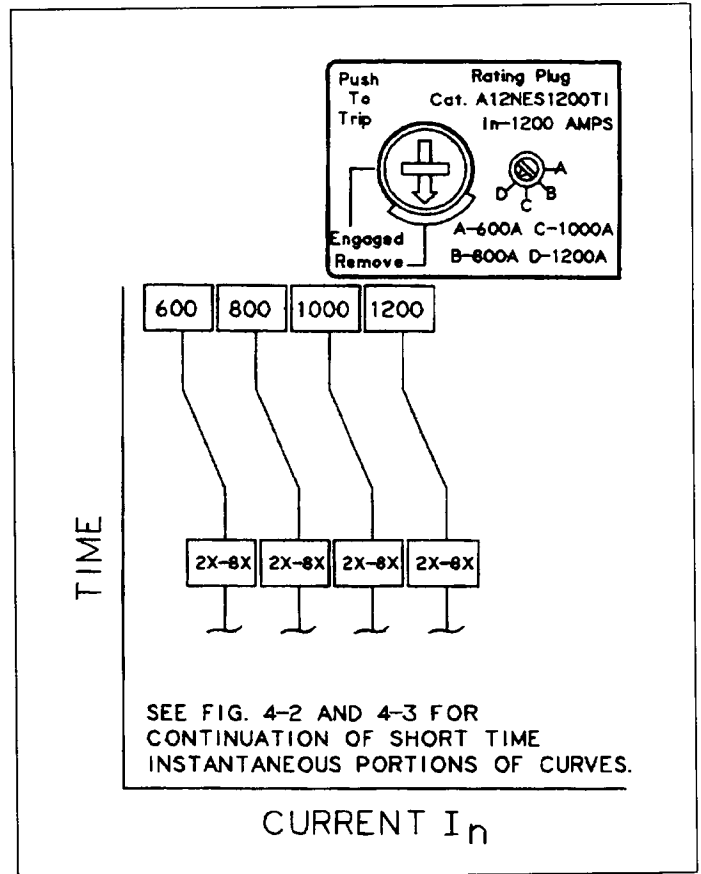 Push
To
Trip
Rating Plug
Cat. A12NES1200T1
In-1200 AMPS
A
B
C
D
Engaged
Remove
A-600A C-1000A
B-800A D-1200A
600 800 1000 1200
2X-8X 2X-8X 2X-8X 2X-8X
TIME
SEE FIG. 4-2 AND 4-3 FOR
CONTINUATION OF SHORT TIME
INSTANTANEOUS PORTIONS OF CURVES.
CURRENT In